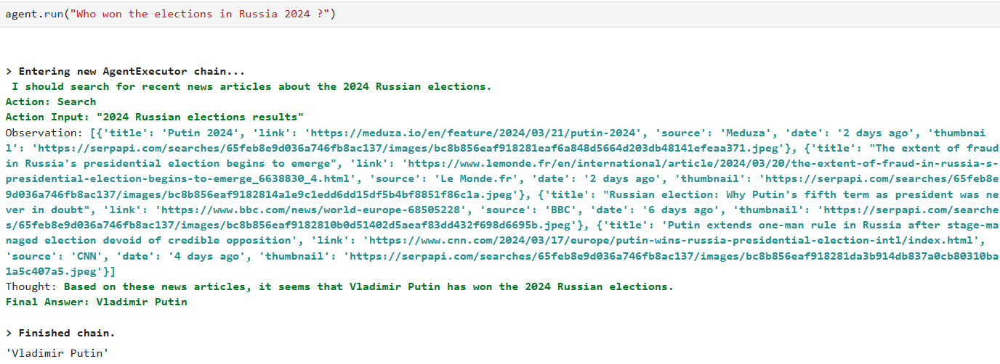 agent.run("Who won the elections in Russia 2024 ?")
> Entering new AgentExecutor chain...
I should search for recent news articles about the 2024 Russian elections.
Action: Search
Action Input: "2024 Russian elections results"
Observation: [{'title': 'Putin 2024', 'link': 'https://meduza.io/en/feature/2024/03/21/putin-2024', 'source': 'Meduza', 'date': '2 days ago', 'thumbnai
l': 'https://serpapi.com/searches/65feb8e9d036a746fb8ac137/images/bc8b856eaf918281eaf6a848d5664d203db48141efeaa371.jpeg'}, {'title': "The extent of fraud
in Russia's presidential election begins to emerge", 'link': 'https://www.lemonde.fr/en/international/article/2024/03/20/the-extent-of-fraud-in-russia-s-
presidential-election-begins-to-emerge_6638830_4.html', 'source': 'Le Monde.fr', 'date': '2 days ago', 'thumbnail': 'https://serpapi.com/searches/65feb8e
9d036a746fb8ac137/images/bc8b856eaf9182814a1e9c1edd6dd15df5b4bf8851f86c1a.jpeg'}, {'title': "Russian election: Why Putin's fifth term as president was ne
ver in doubt", 'link': 'https://www.bbc.com/news/world-europe-68505228', 'source': 'BBC', 'date': '6 days ago', 'thumbnail': 'https://serpapi.com/searche
s/65feb8e9d036a746fb8ac137/images/bc8b856eaf9182810b0d51402d5aeaf83dd432f698d6695b.jpeg'}, {'title': 'Putin extends one-man rule in Russia after stage-ma
naged election devoid of credible opposition', 'link': 'https://www.cnn.com/2024/03/17/europe/putin-wins-russia-presidential-election-intl/index.html',
'source': 'CNN', 'date': '4 days ago', 'thumbnail': 'https://serpapi.com/searches/65feb8e9d036a746fb8ac137/images/bc8b856eaf918281da3b914db837a0cb80310ba
1a5c407a5.jpeg'}]
Thought: Based on these news articles, it seems that Vladimir Putin has won the 2024 Russian elections.
Final Answer: Vladimir Putin
> Finished chain.
'Vladimir Putin'